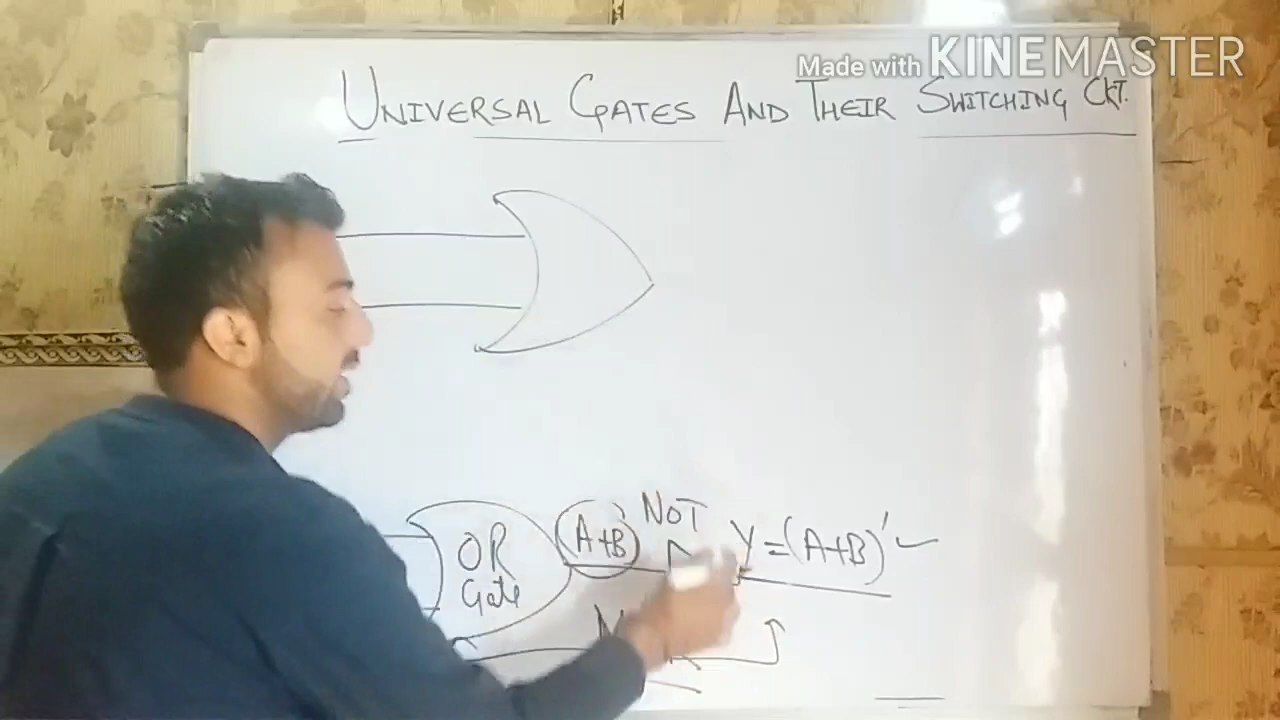 Made with KINEMASTER
UNIVERSAL GATES AND THEIR SWITCHING CKT.
OR
Gate
(A+B)
NOT
Y=(A+B)'